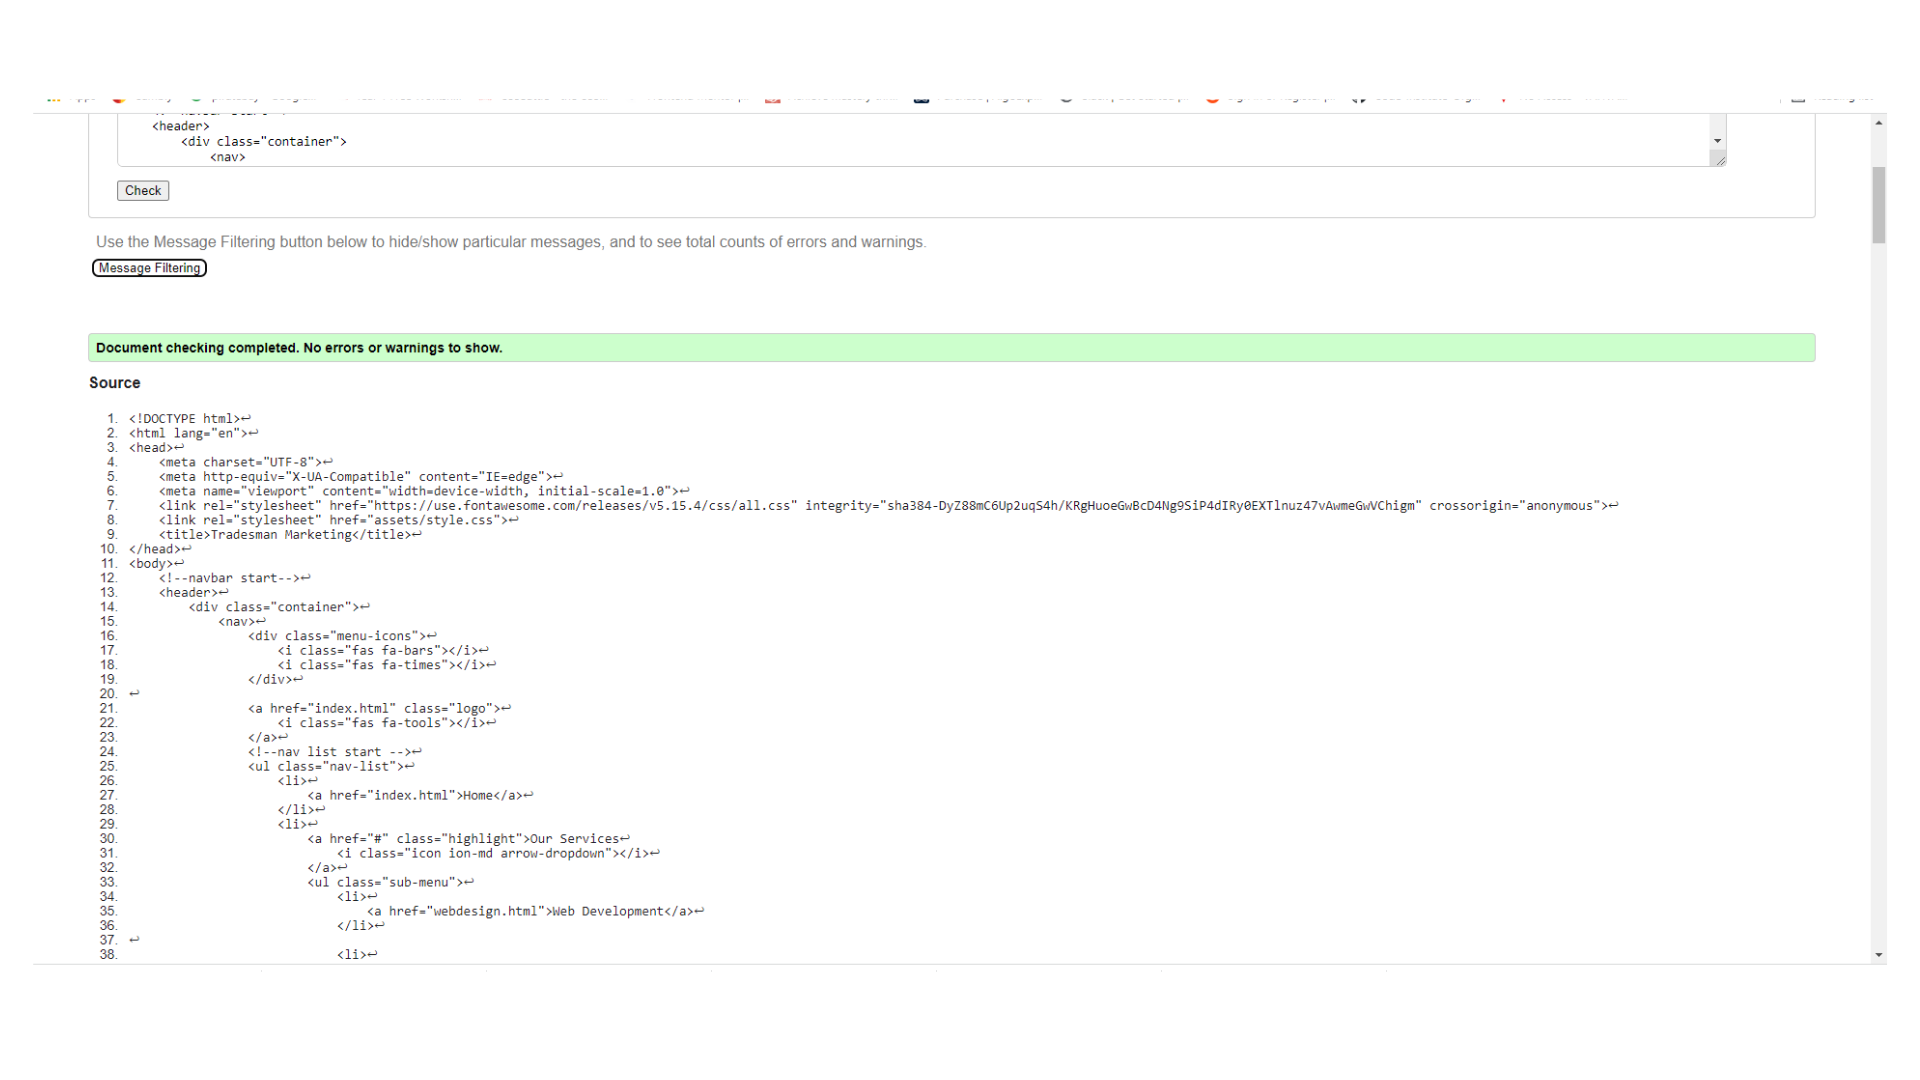 <header>
<div class="container">
<nav>
Check
Use the Message Filtering button below to hide/show particular messages, and to see total counts of errors and warnings.
Message Filtering
Document checking completed. No errors or warnings to show.
Source
1. <!DOCTYPE html>↩
2. <html lang="en">↩
3. <head>↩
4. <meta charset="UTF-8">↩
5. <meta http-equiv="X-UA-Compatible" content="IE=edge">↩
6. <meta name="viewport" content="width=device-width, initial-scale=1.0">↩
7. <link rel="stylesheet" href="https://use.fontawesome.com/releases/v5.15.4/css/all.css" integrity="sha384-DyZ88mC6Up2uqS4h/KRgHuoeGwBcD4Ng9SiP4dIRy0EXTlnuz47vAwmeGwVChigm" crossorigin="anonymous">↩
8. <link rel="stylesheet" href="assets/style.css">↩
9. <title>Tradesman Marketing</title>↩
10. </head>↩
11. <body>↩
12. <!--navbar start-->↩
13. <header>↩
14. <div class="container">↩
15. <nav>↩
16. <div class="menu-icons">↩
17. <i class="fas fa-bars"></i>↩
18. <i class="fas fa-times"></i>↩
19. </div>↩
20. ↩
21. <a href="index.html" class="logo">↩
22. <i class="fas fa-tools"></i>↩
23. </a>↩
24. <!--nav list start -->↩
25. <ul class="nav-list">↩
26. <li>↩
27. <a href="index.html">Home</a>↩
28. </li>↩
29. <li>↩
30. <a href="#" class="highlight">Our Services↩
31. <i class="icon ion-md arrow-dropdown"></i>↩
32. </a>↩
33. <ul class="sub-menu">↩
34. <li>↩
35. <a href="webdesign.html">Web Development</a>↩
36. </li>↩
37. ↩
38. <li>↩